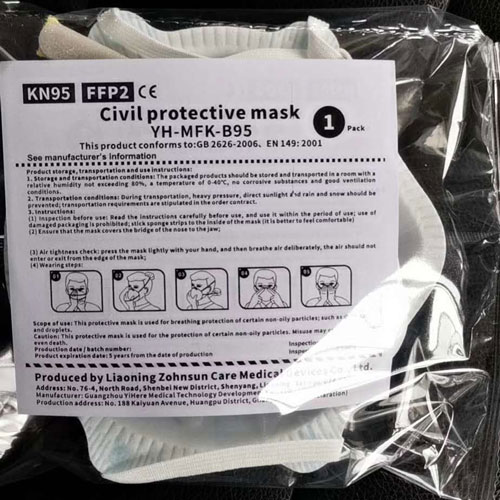 KN95 FFP2 CE
Civil protective mask
YH-MFK-B95
1 Pack
This product conforms to:GB 2626-2006、EN 149: 2001
See manufacturer's information
Product storage, transportation and use instructions:
1. Storage and transportation conditions: The packaged products should be stored and transported in a room with a
relative humidity not exceeding 80%, a temperature of 0-40℃, no corrosive substances and good ventilation
conditions.
2. Transportation conditions: During transportation, heavy pressure, direct sunlight and rain and snow should be
prevented; transportation requirements are stipulated in the order contract.
3. Instructions:
(1) Inspection before use: Read the instructions carefully before use, and use it within the period of use; use of
damaged packaging is prohibited; stick sponge strips to the inside of the mask (it is better to feel comfortable)
(2) Ensure that the mask covers the bridge of the nose to the jaw;
(3) Air tightness check: press the mask lightly with your hand, and then breathe air deliberately, the air should not
enter or exit from the edge of the mask;
(4) Wearing steps:
01 02 03 04 05
Scope of use: This protective mask is used for breathing protection of certain non-oily particles; such as
and droplets.
Caution: This protective mask is used for the protection of certain non-oily particles. Misuse may
even death.
Production date / batch number: Inspection
Product expiration date: 5 years from the date of production
Produced by Liaoning Zohnsun Care Medical Devices Co., Ltd.
Address: No. 76-4, North Road, Shenbei New District, Shenyang,
Manufacturer: Guangzhou YiHere Medical Technology Development
Production address: No. 188 Kaiyuan Avenue, Huangpu District,